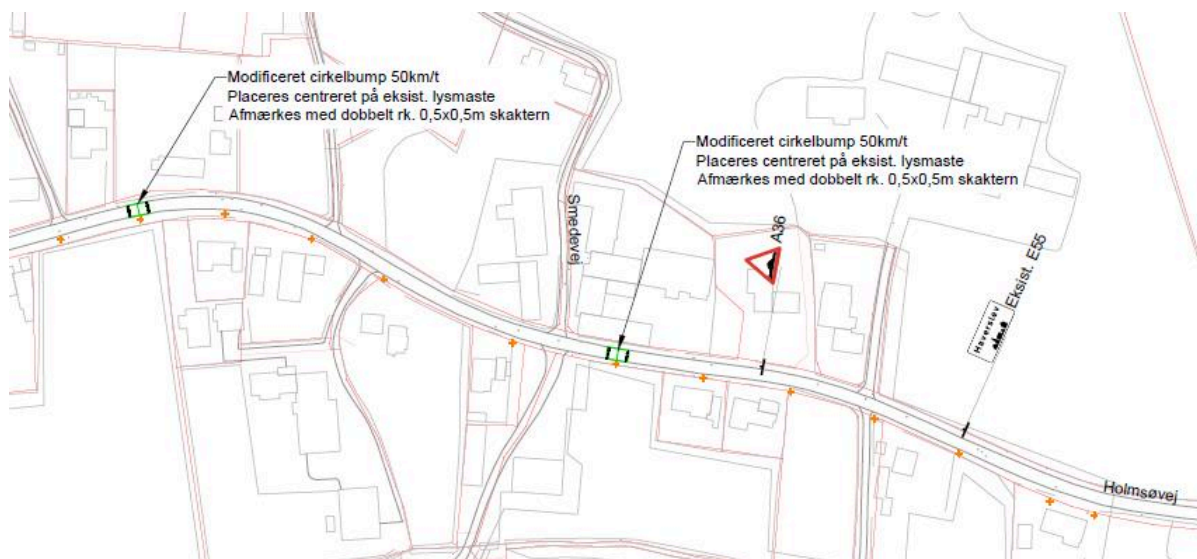 Modificeret cirkelbump 50km/t
Placeres centreret på eksist. lysmaste
Afmærkes med dobbelt rk. 0,5x0,5m skaktern
Modificeret cirkelbump 50km/t
Placeres centreret på eksist. lysmaste
Afmærkes med dobbelt rk. 0,5x0,5m skaktern
Smedevej
A36
Eksist. E55
Haverslev
Holmsøvej